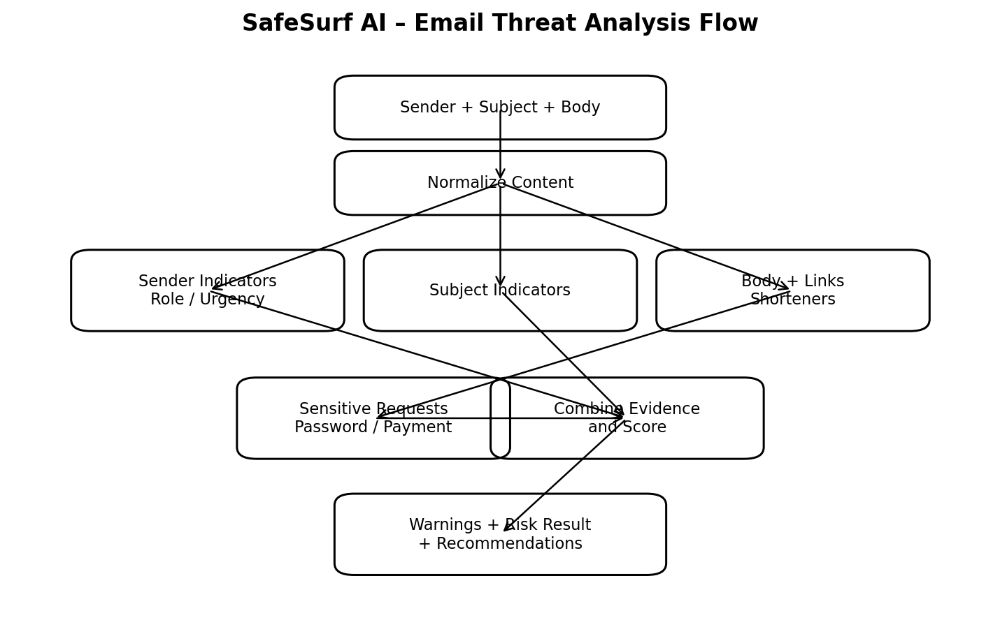 SafeSurf AI – Email Threat Analysis Flow
Sender + Subject + Body
Normalize Content
Sender Indicators
Role / Urgency
Subject Indicators
Body + Links
Shorteners
Sensitive Requests
Password / Payment
Combine Evidence
and Score
Warnings + Risk Result
+ Recommendations